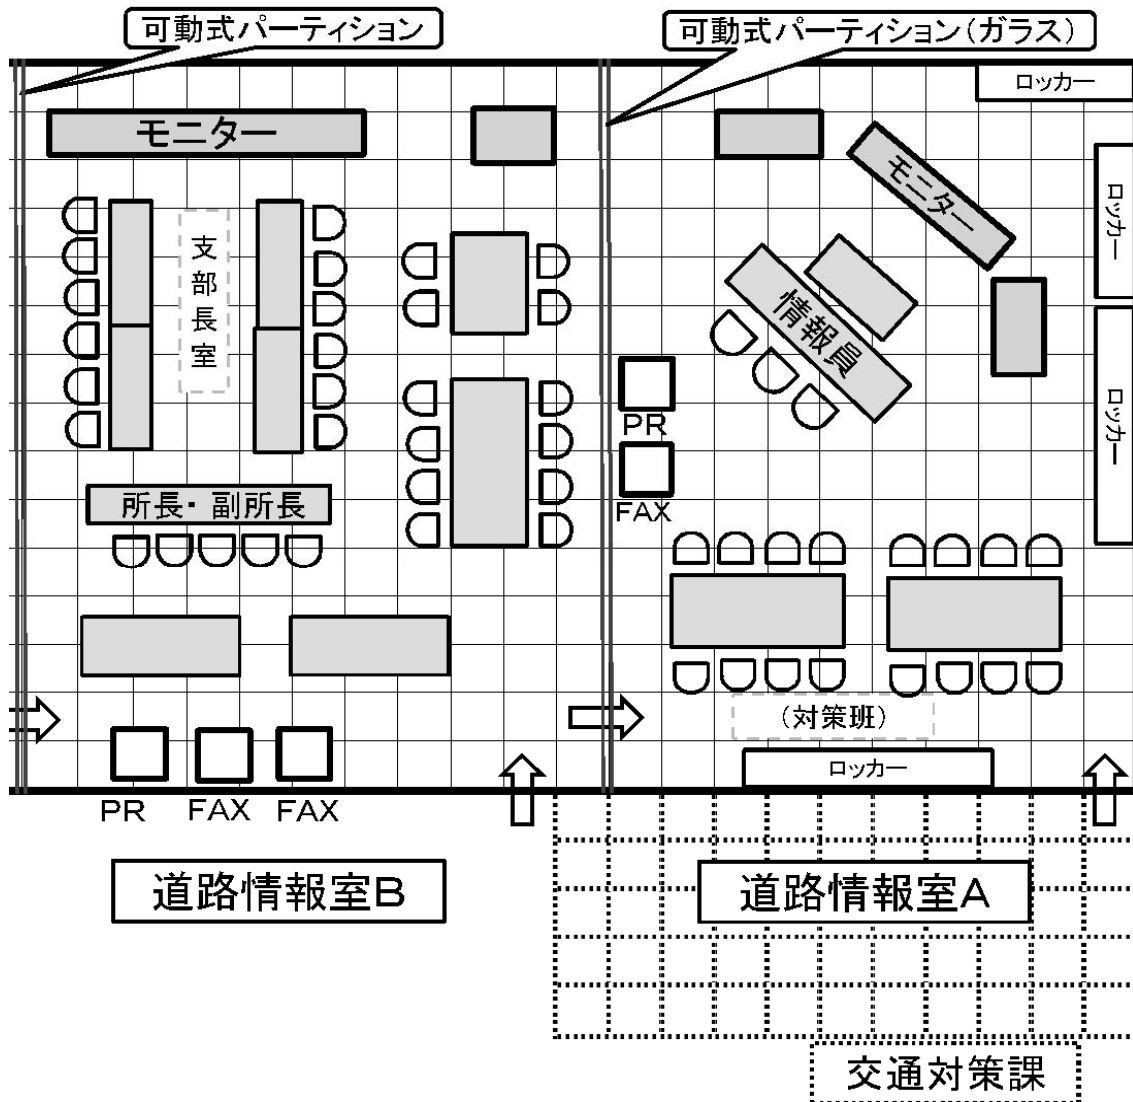 可動式パーティション
可動式パーティション(ガラス)
ロッカー
モニター
モニター
ロッカー
支部長室
情報員
ロッカー
PR
FAX
所長・副所長
(対策班)
ロッカー
PR
FAX
FAX
道路情報室B
道路情報室A
交通対策課